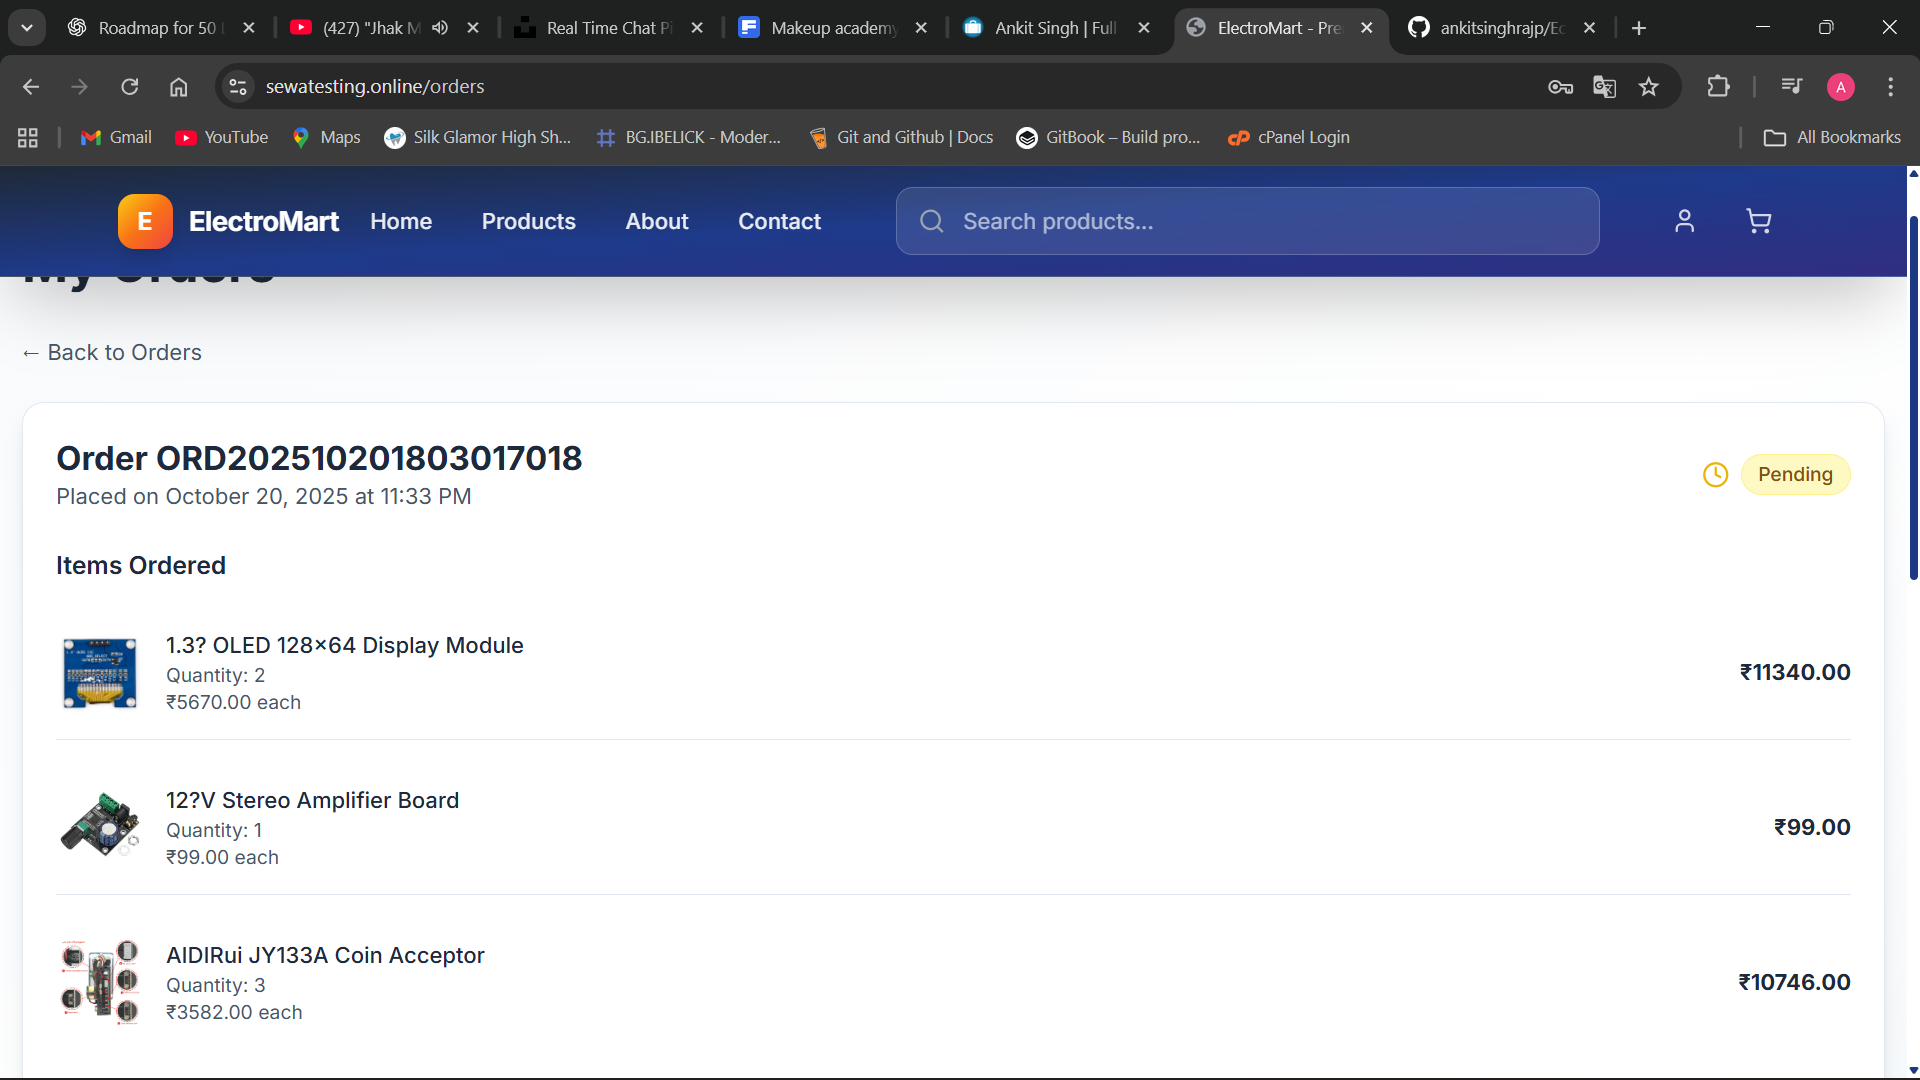 Roadmap for 50
(427) "Jhak M
Real Time Chat Pi
Makeup academy
Ankit Singh | Full
ElectroMart - Pre
ankitsinghrajp/Ec
sewatesting.online/orders
A
Gmail
YouTube
Maps
Silk Glamor High Sh...
BG.IBELICK - Moder...
Git and Github | Docs
GitBook – Build pro...
cPanel Login
All Bookmarks
E
ElectroMart
Home
Products
About
Contact
Search products...
My Orders
← Back to Orders
Order ORD202510201803017018
Placed on October 20, 2025 at 11:33 PM
Pending
Items Ordered
1.3? OLED 128×64 Display Module
Quantity: 2
₹5670.00 each
₹11340.00
12?V Stereo Amplifier Board
Quantity: 1
₹99.00 each
₹99.00
AIDIRui JY133A Coin Acceptor
Quantity: 3
₹3582.00 each
₹10746.00